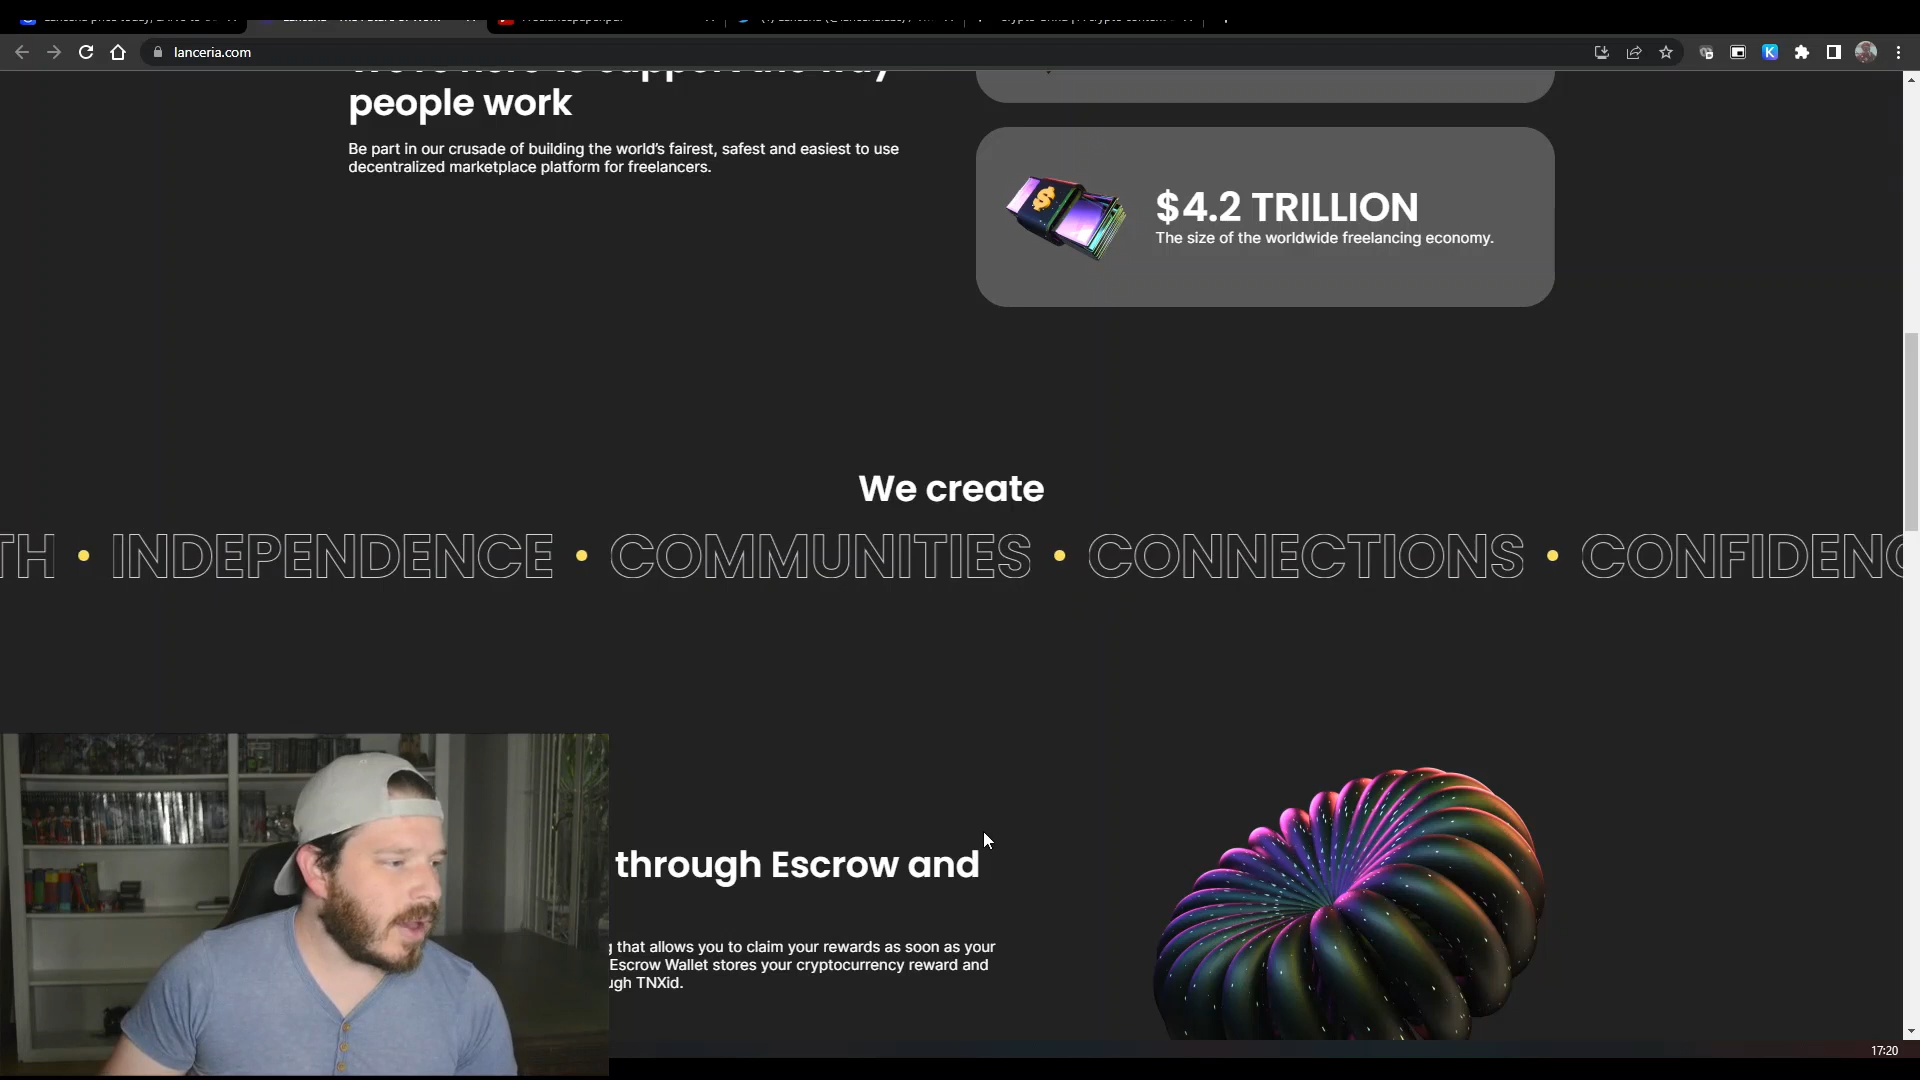 lanceria.com
people work
Be part in our crusade of building the world's fairest, safest and easiest to use
decentralized marketplace platform for freelancers.
$4.2 TRILLION
The size of the worldwide freelancing economy.
We create
TH • INDEPENDENCE • COMMUNITIES • CONNECTIONS • CONFIDENC
through Escrow and
that allows you to claim your rewards as soon as your
Escrow Wallet stores your cryptocurrency reward and
ugh TNXid.
17:20